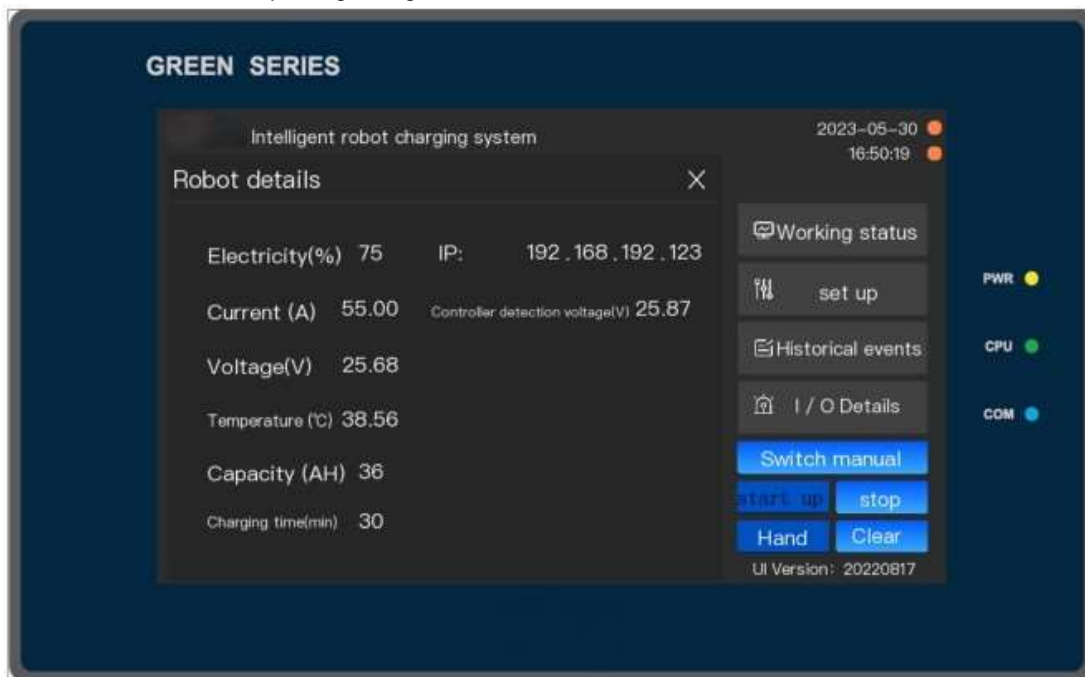 GREEN SERIES
Intelligent robot charging system
2023-05-30
16:50:19
Robot details
Electricity(%) 75 IP: 192.168.192.123
Current (A) 55.00 Controller detection voltage(V) 25.87
Voltage(V) 25.68
Temperature (℃) 38.56
Capacity (AH) 36
Charging time(min) 30
Working status
set up
Historical events
I / O Details
Switch manual
start up stop
Hand Clear
UI Version: 20220817
PWR
CPU
COM